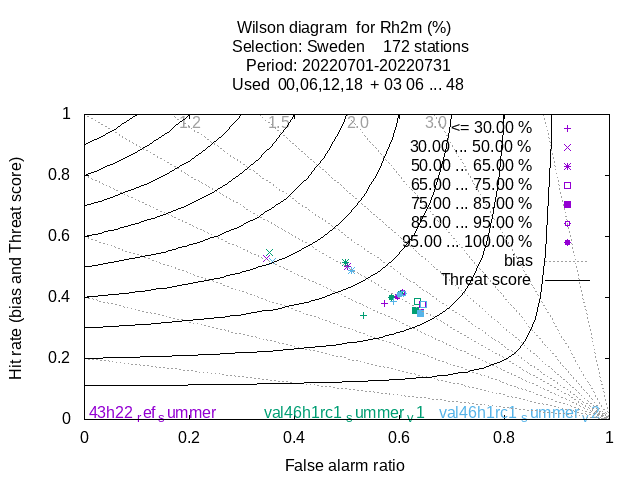 Wilson diagram for Rh2m (%)
Selection: Sweden 172 stations
Period: 20220701-20220731
Used 00,06,12,18 + 03 06 ... 48
1
0.8
0.6
0.4
0.2
0
0 0.2 0.4 0.6 0.8 1
1.2 1.5 2.0 3.0
<= 30.00 %
30.00 ... 50.00 %
50.00 ... 65.00 %
65.00 ... 75.00 %
75.00 ... 85.00 %
85.00 ... 95.00 %
95.00 ... 100.00 %
bias
Threat score
43h22_ref_summer val46h1rc1_summer_v1 val46h1rc1_summer_v2
Hit rate (bias and Threat score)
False alarm ratio